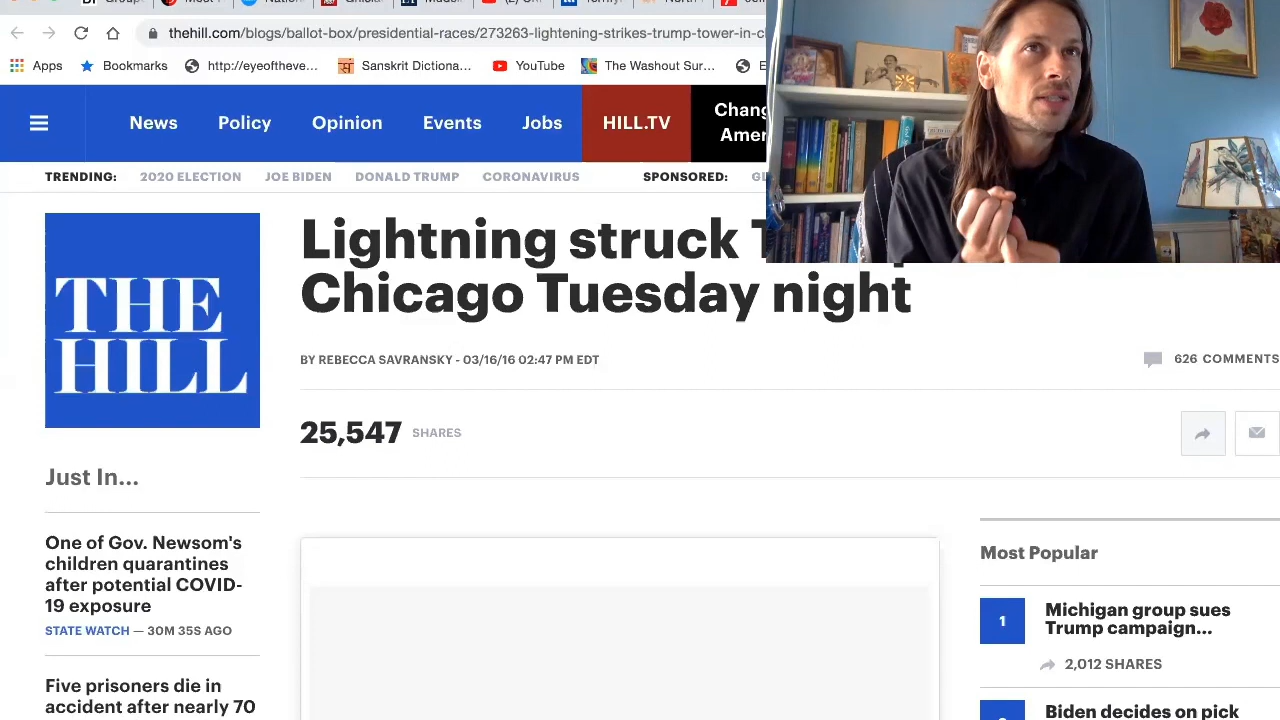 thehill.com/blogs/ballot-box/presidential-races/273263-lightening-strikes-trump-tower-in-c
Apps Bookmarks http://eyeoftheve... Sanskrit Dictiona... YouTube The Washout Sur...
News Policy Opinion Events Jobs HILL.TV Chang
Amer
TRENDING: 2020 ELECTION JOE BIDEN DONALD TRUMP CORONAVIRUS SPONSORED:
THE
HILL
Lightning struck
Chicago Tuesday night
BY REBECCA SAVRANSKY - 03/16/16 02:47 PM EDT
626 COMMENTS
25,547 SHARES
Just In...
One of Gov. Newsom's
children quarantines
after potential COVID-
19 exposure
STATE WATCH — 30M 35S AGO
Five prisoners die in
accident after nearly 70
Most Popular
1
Michigan group sues
Trump campaign...
2,012 SHARES
Biden decides on pick